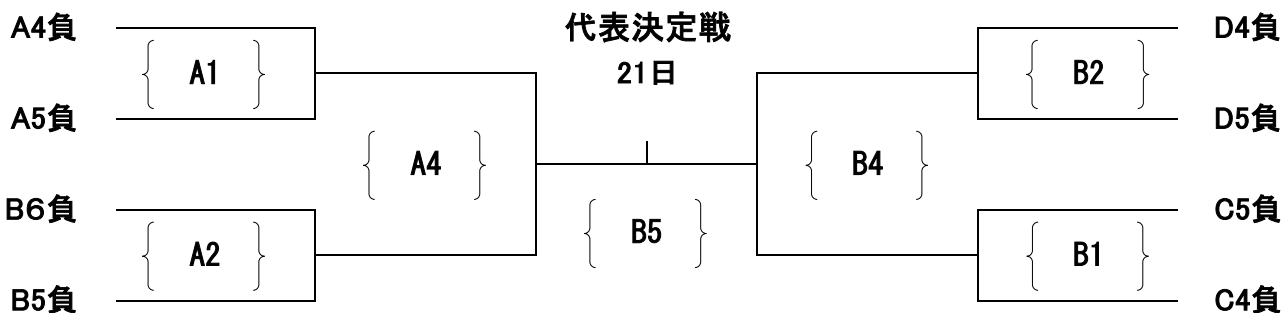 A4負 代表決定戦 D4負
A1 21日 B2
A5負 D5負
A4 B4
B6負 C5負
A2 B5 B1
B5負 C4負